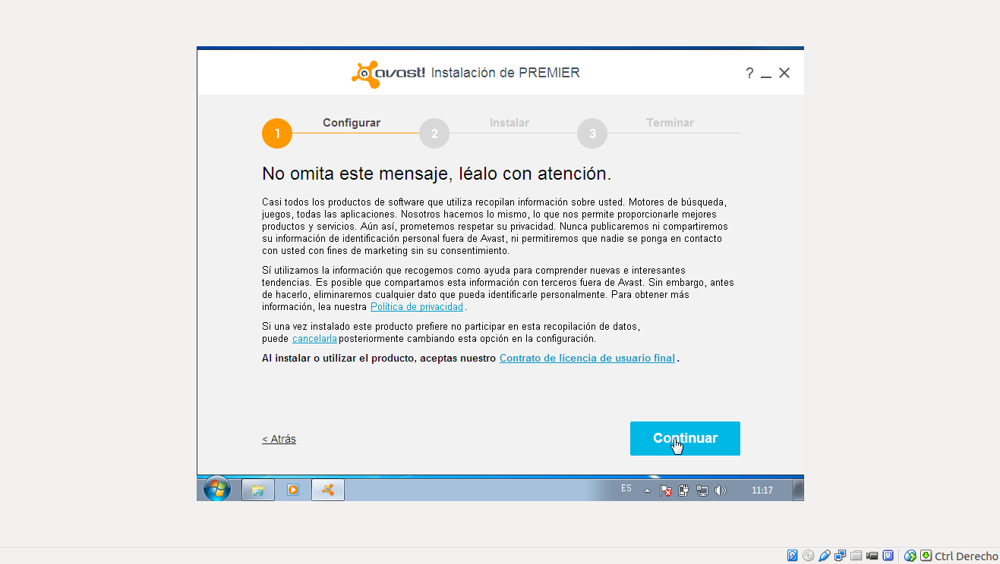 avast! Instalación de PREMIER
?
1 Configurar 2 Instalar 3 Terminar
No omita este mensaje, léalo con atención.
Casi todos los productos de software que utiliza recopilan información sobre usted. Motores de búsqueda,
juegos, todas las aplicaciones. Nosotros hacemos lo mismo, lo que nos permite proporcionarle mejores
productos y servicios. Aún así, prometemos respetar su privacidad. Nunca publicaremos ni compartiremos
su información de identificación personal fuera de Avast, ni permitiremos que nadie se ponga en contacto
con usted con fines de marketing sin su consentimiento.
Sí utilizamos la información que recogemos como ayuda para comprender nuevas e interesantes
tendencias. Es posible que compartamos esta información con terceros fuera de Avast. Sin embargo, antes
de hacerlo, eliminaremos cualquier dato que pueda identificarle personalmente. Para obtener más
información, lea nuestra Política de privacidad.
Si una vez instalado este producto prefiere no participar en esta recopilación de datos,
puede cancelarla posteriormente cambiando esta opción en la configuración.
Al instalar o utilizar el producto, aceptas nuestro Contrato de licencia de usuario final.
< Atrás
Continuar
ES
11:17
Ctrl Derecho